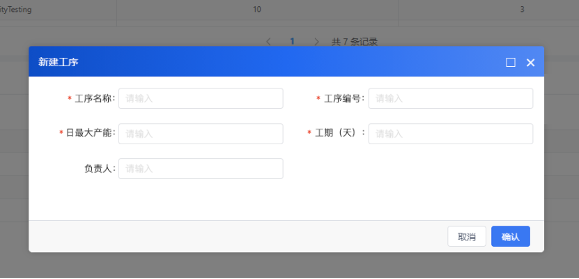 ityTesting 10 3
1 共 7 条记录
新建工序
* 工序名称: 请输入 * 工序编号: 请输入
* 日最大产能: 请输入 * 工期（天）: 请输入
负责人: 请输入
取消 确认